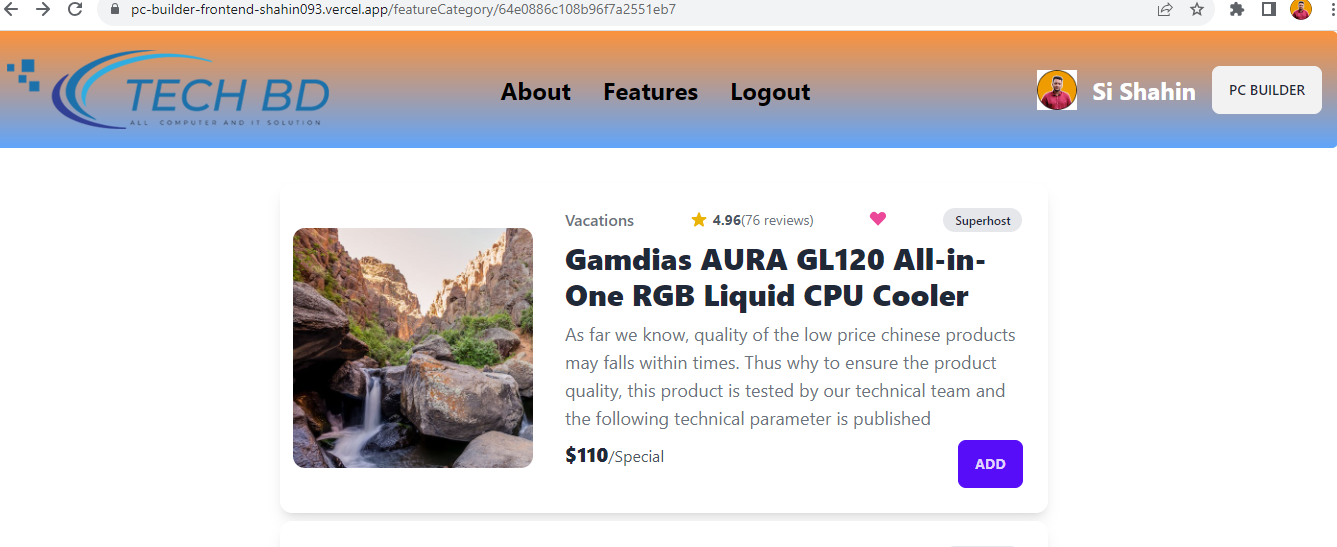 pc-builder-frontend-shahin093.vercel.app/featureCategory/64e0886c108b96f7a2551eb7
TECH BD
ALL COMPUTER AND IT SOLUTION
About Features Logout
Si Shahin
PC BUILDER
Vacations
4.96(76 reviews)
Superhost
Gamdias AURA GL120 All-in-
One RGB Liquid CPU Cooler
As far we know, quality of the low price chinese products
may falls within times. Thus why to ensure the product
quality, this product is tested by our technical team and
the following technical parameter is published
$110/Special
ADD